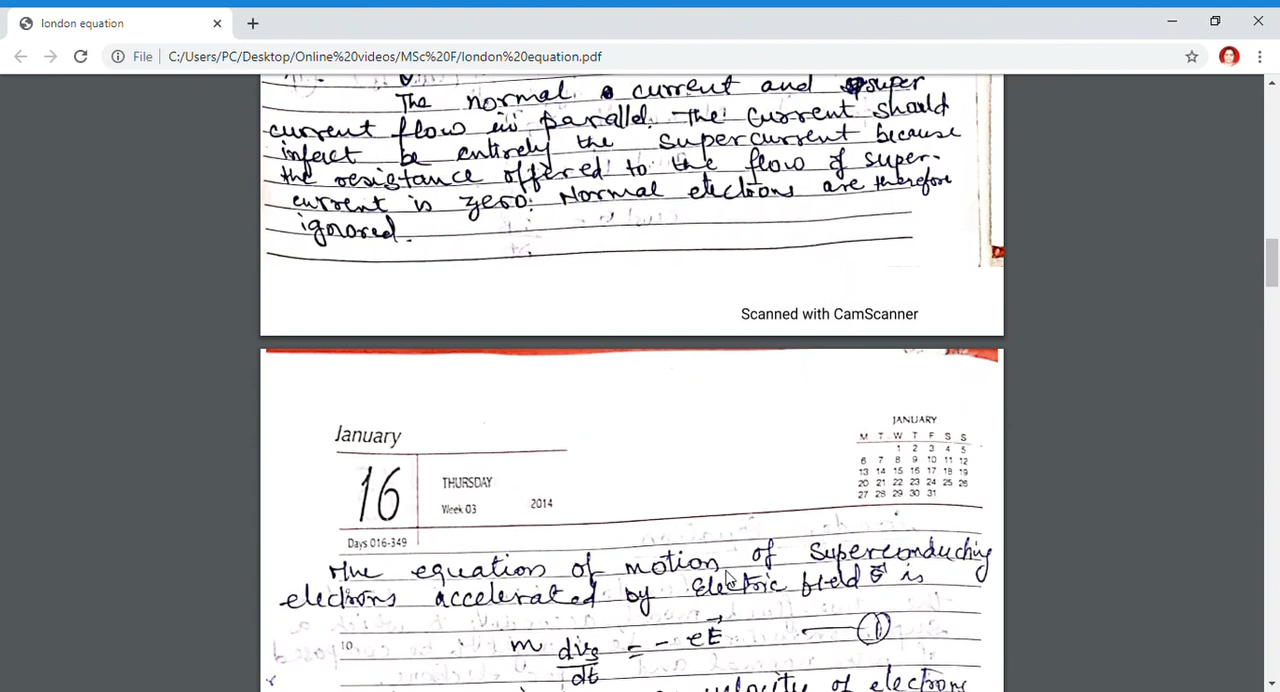 london equation
File C:/Users/PC/Desktop/Online%20videos/MSc%20F/london%20equation.pdf
The normal current and super
current flow in parallel. The current should
infact be entirely the supercurrent because
the resistance offered to the flow of super-
current is zero. Normal electrons are therefore
ignored.
Scanned with CamScanner
January
16
THURSDAY
Week 03 2014
Days 016-349
JANUARY
M T W T F S S
1 2 3 4 5
6 7 8 9 10 11 12
13 14 15 16 17 18 19
20 21 22 23 24 25 26
27 28 29 30 31
The equation of motion of Superconducting
electrons accelerated by Electric field is
10 m dvs/dt = - eE ——(1)
velocity of electrons